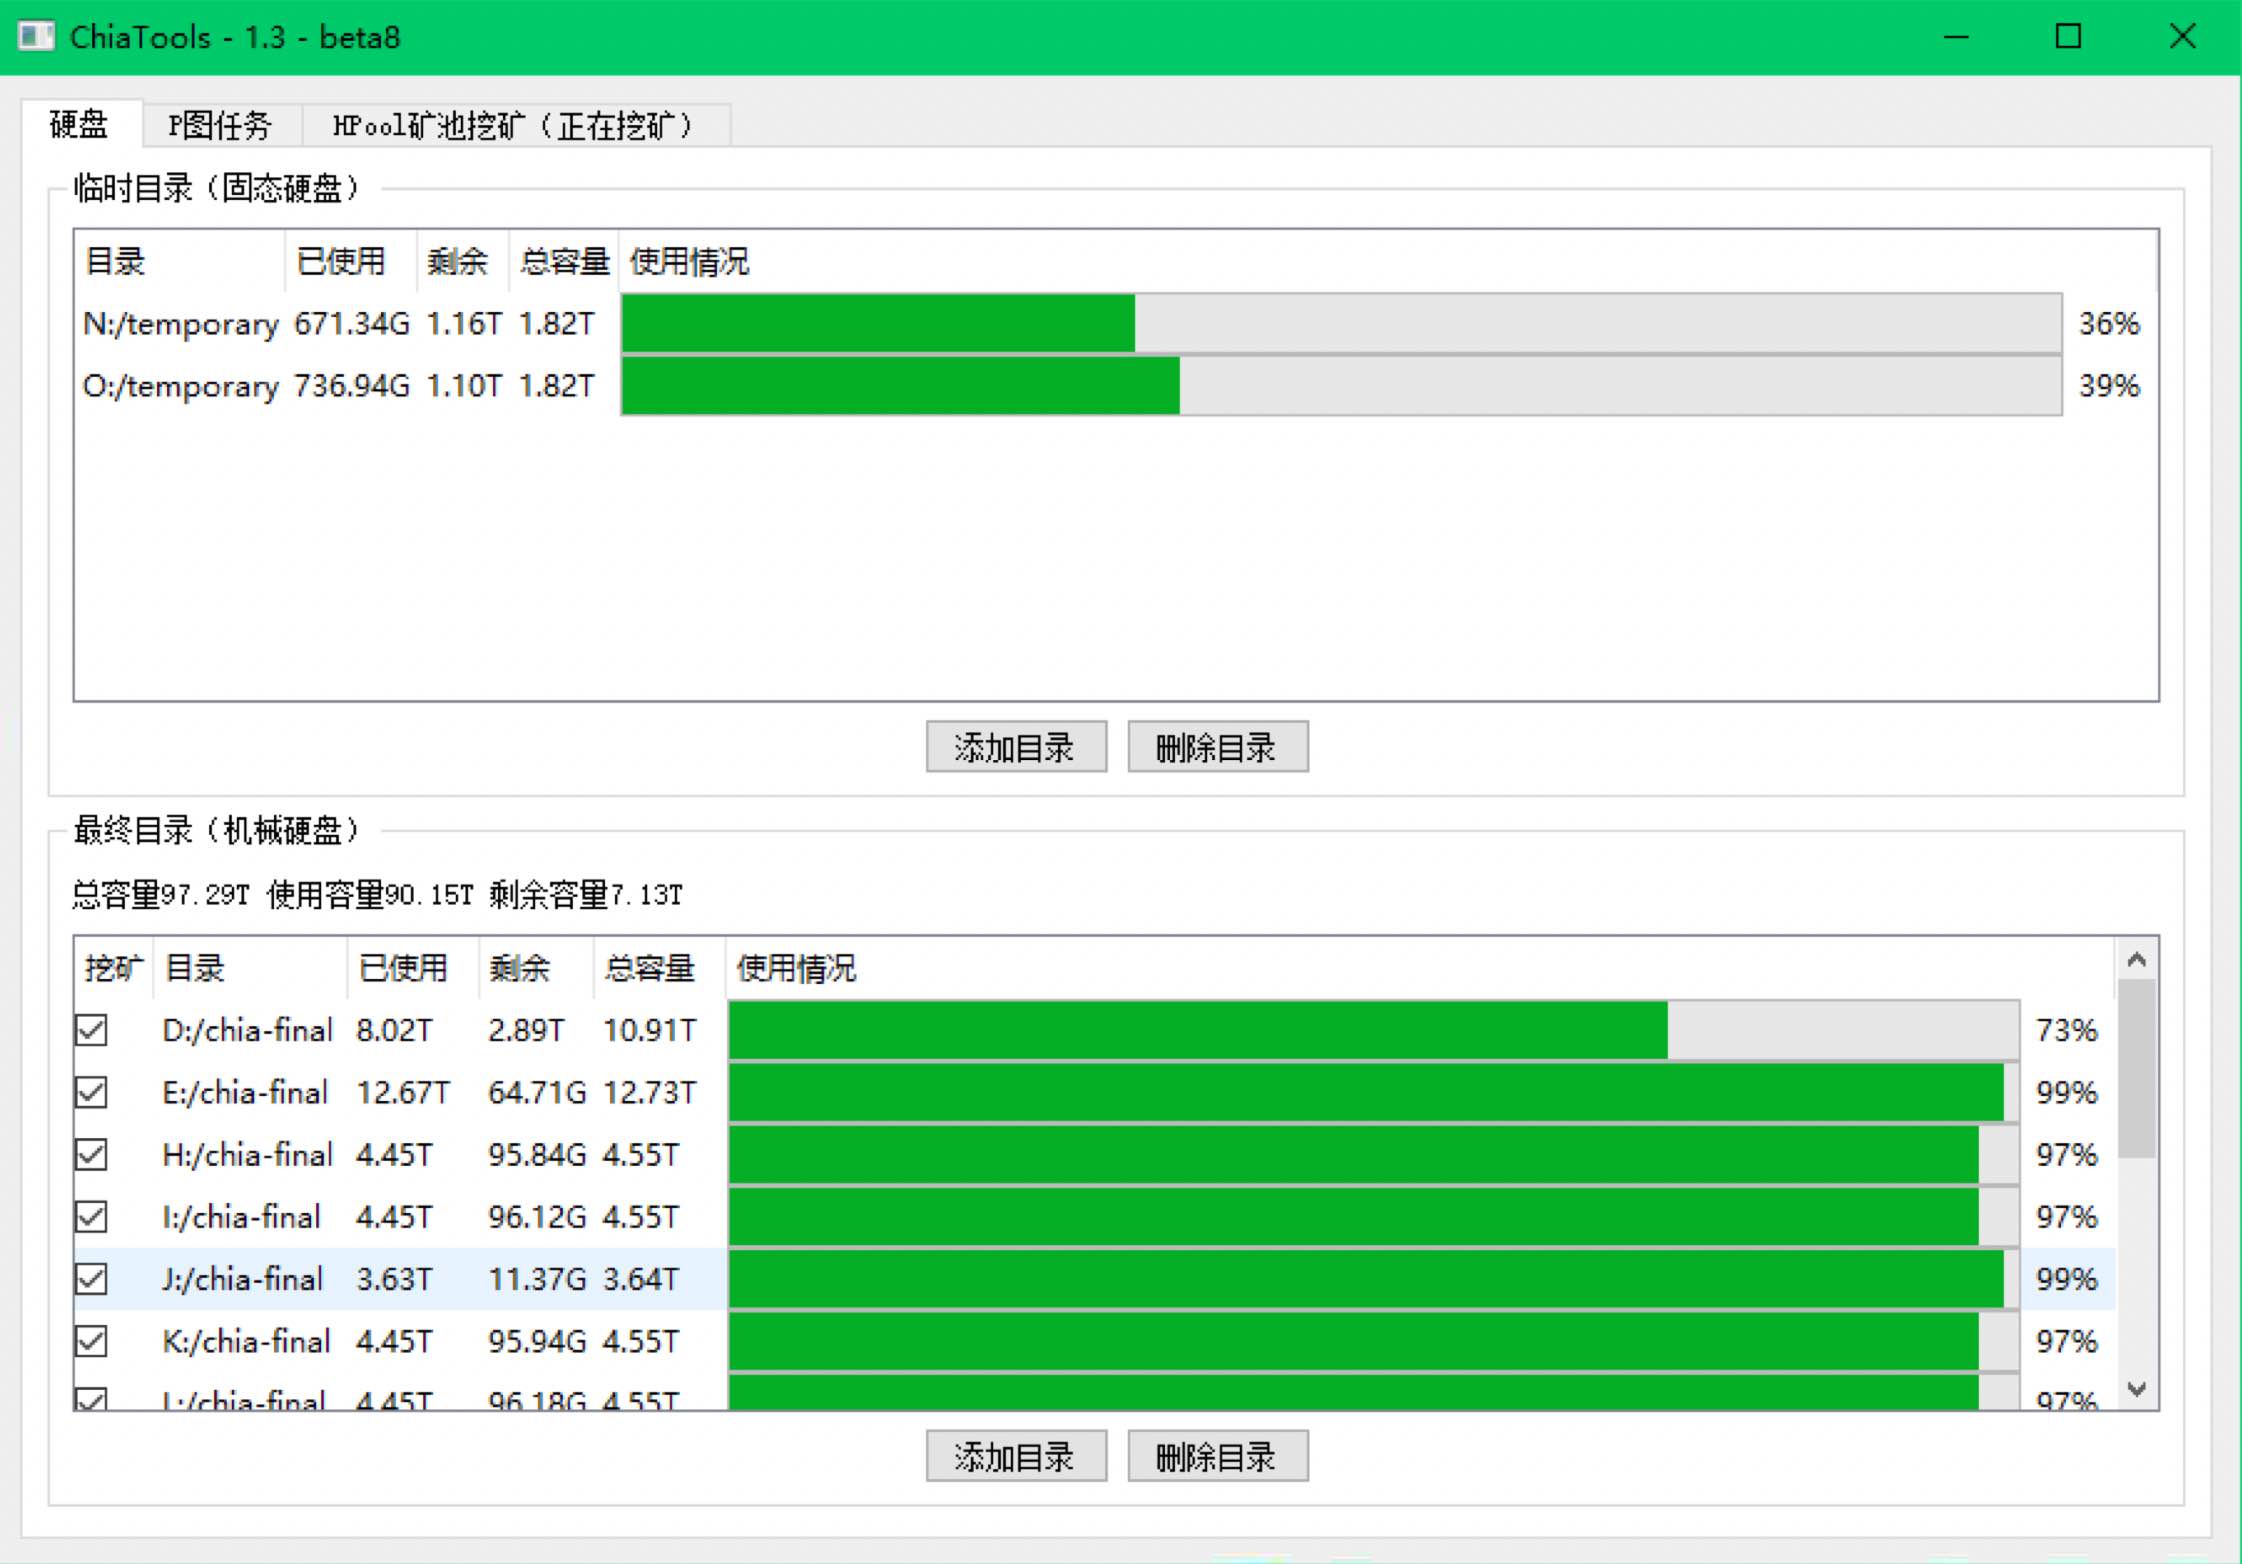 ChiaTools - 1.3 - beta8
硬盘 P图任务 HPool矿池挖矿（正在挖矿）
临时目录（固态硬盘）
目录 已使用 剩余 总容量 使用情况
N:/temporary 671.34G 1.16T 1.82T 36%
O:/temporary 736.94G 1.10T 1.82T 39%
添加目录 删除目录
最终目录（机械硬盘）
总容量97.29T 使用容量90.15T 剩余容量7.13T
挖矿 目录 已使用 剩余 总容量 使用情况
D:/chia-final 8.02T 2.89T 10.91T 73%
E:/chia-final 12.67T 64.71G 12.73T 99%
H:/chia-final 4.45T 95.84G 4.55T 97%
I:/chia-final 4.45T 96.12G 4.55T 97%
J:/chia-final 3.63T 11.37G 3.64T 99%
K:/chia-final 4.45T 95.94G 4.55T 97%
L:/chia-final 4.45T 96.18G 4.55T 97%
添加目录 删除目录